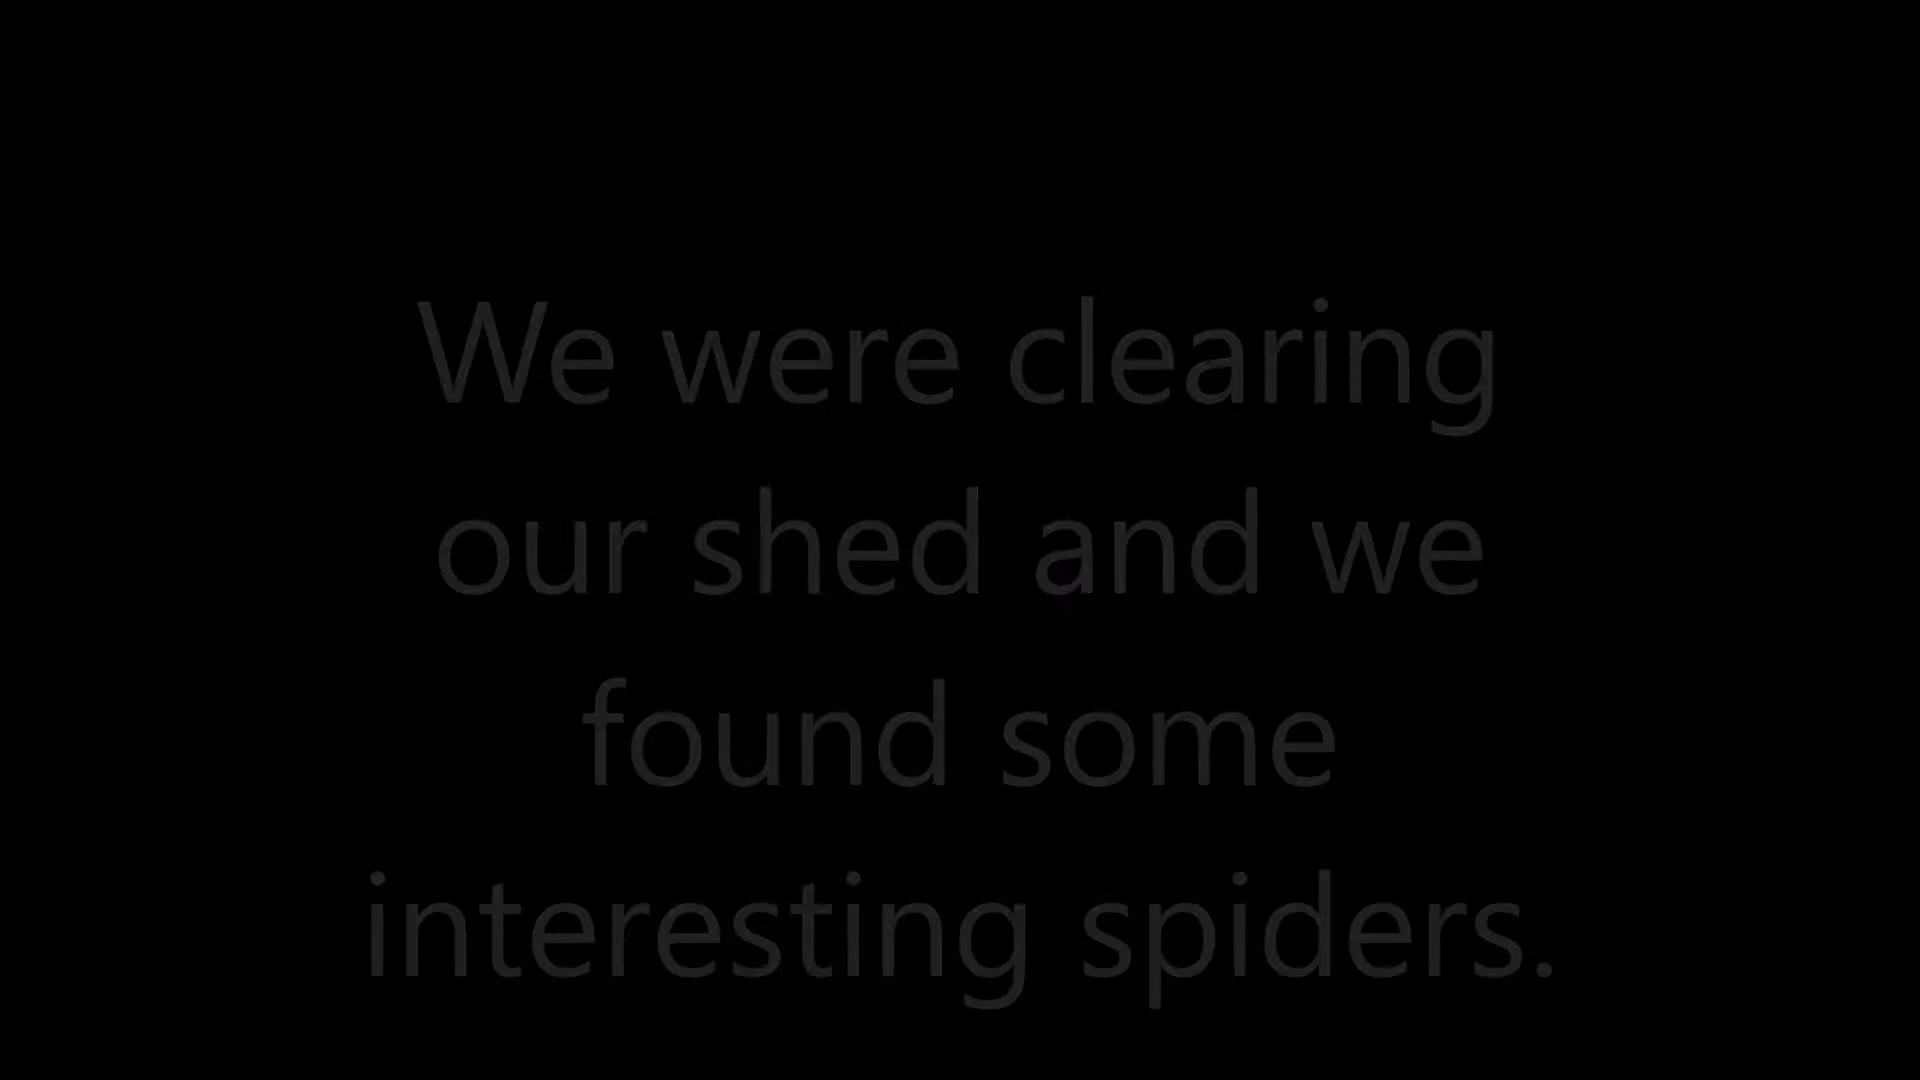 We were clearing
our shed and we
found some
interesting spiders.